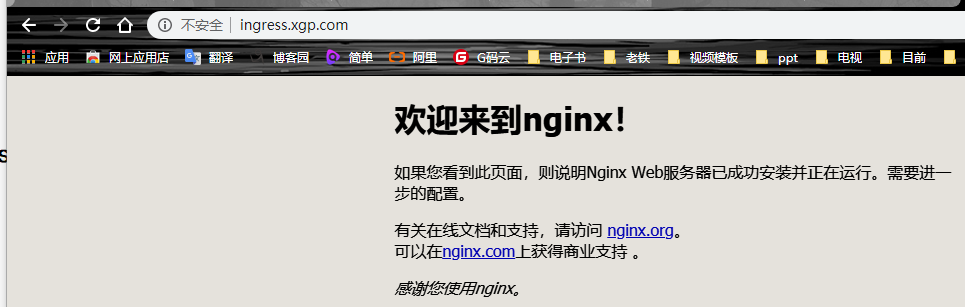 不安全 | ingress.xgp.com
应用 网上应用店 翻译 博客园 简单 阿里 G码云 电子书 老铁 视频模板 ppt 电视 目前
欢迎来到nginx！
如果您看到此页面，则说明Nginx Web服务器已成功安装并正在运行。需要进一
步的配置。
有关在线文档和支持，请访问 nginx.org。
可以在nginx.com上获得商业支持 。
感谢您使用nginx。